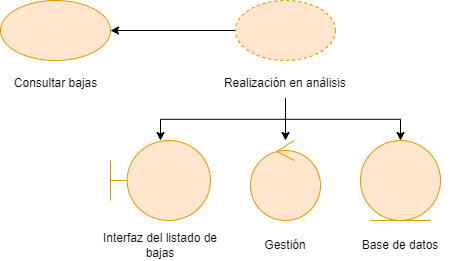 Consultar bajas
Realización en análisis
Interfaz del listado de
bajas
Gestión
Base de datos